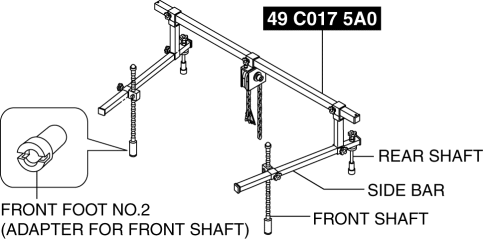 49 C017 5A0
REAR SHAFT
SIDE BAR
FRONT SHAFT
FRONT FOOT NO.2
(ADAPTER FOR FRONT SHAFT)